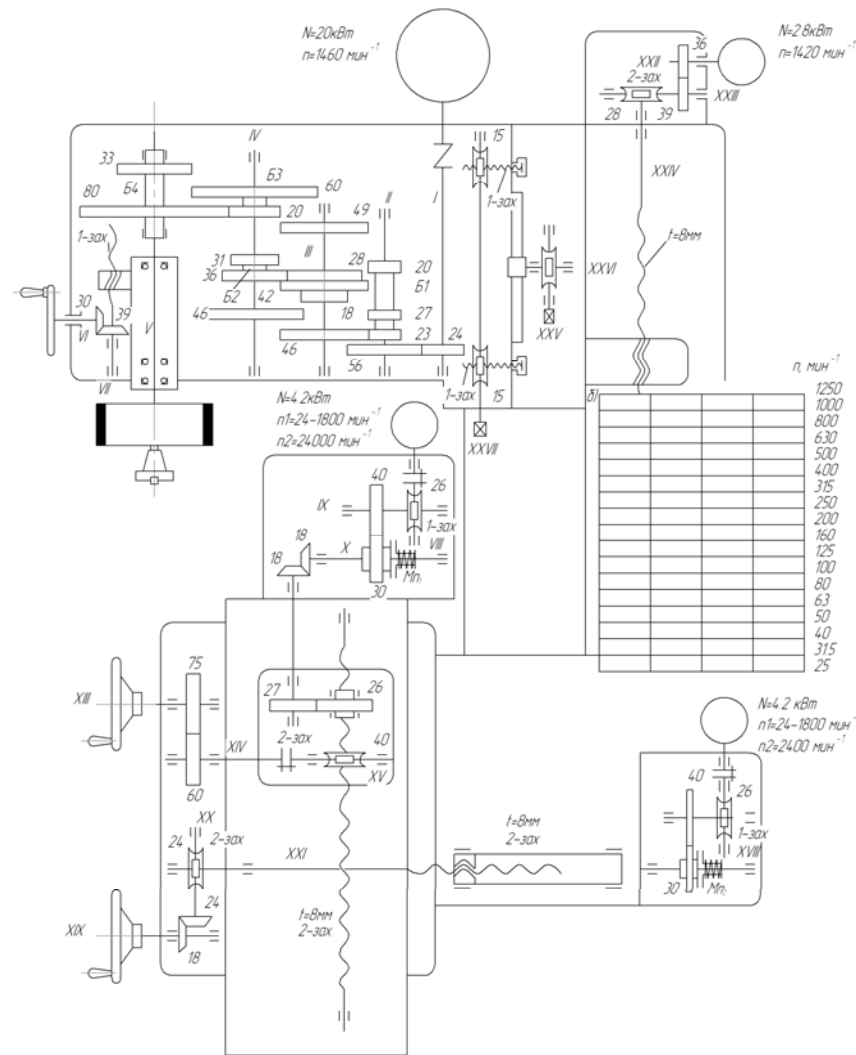 N=20кВт
n=1460 мин⁻¹
N=2.8кВт
n=1420 мин⁻¹
36
XXII
2-зах
XXIII
28
39
IV
15
33
Б3
Б4
60
II
I
1-зах
XXIV
80
20
49
1-зах
t=8мм
31
III
36
28
20
XXVI
Б2
Б1
30
39
42
18
27
XXV
VI
V
46
46
23
24
VII
56
1-зах
n, мин⁻¹
N=4.2кВт
15
б)
1250
n1=24-1800 мин⁻¹
1000
n2=24000 мин⁻¹
800
XXVII
630
500
40
26
400
315
IX
250
1-зах
200
18
VIII
160
18
X
Мп₁
125
30
100
80
63
50
40
315
25
75
27
26
XIII
2-зах
XIV
40
XV
60
N=4.2 кВт
n1=24-1800 мин⁻¹
n2=2400 мин⁻¹
40
26
XX
24
2-зах
t=8мм
2-зах
1-зах
XXI
XVIII
30
Мп₂
24
t=8мм
2-зах
XIX
18